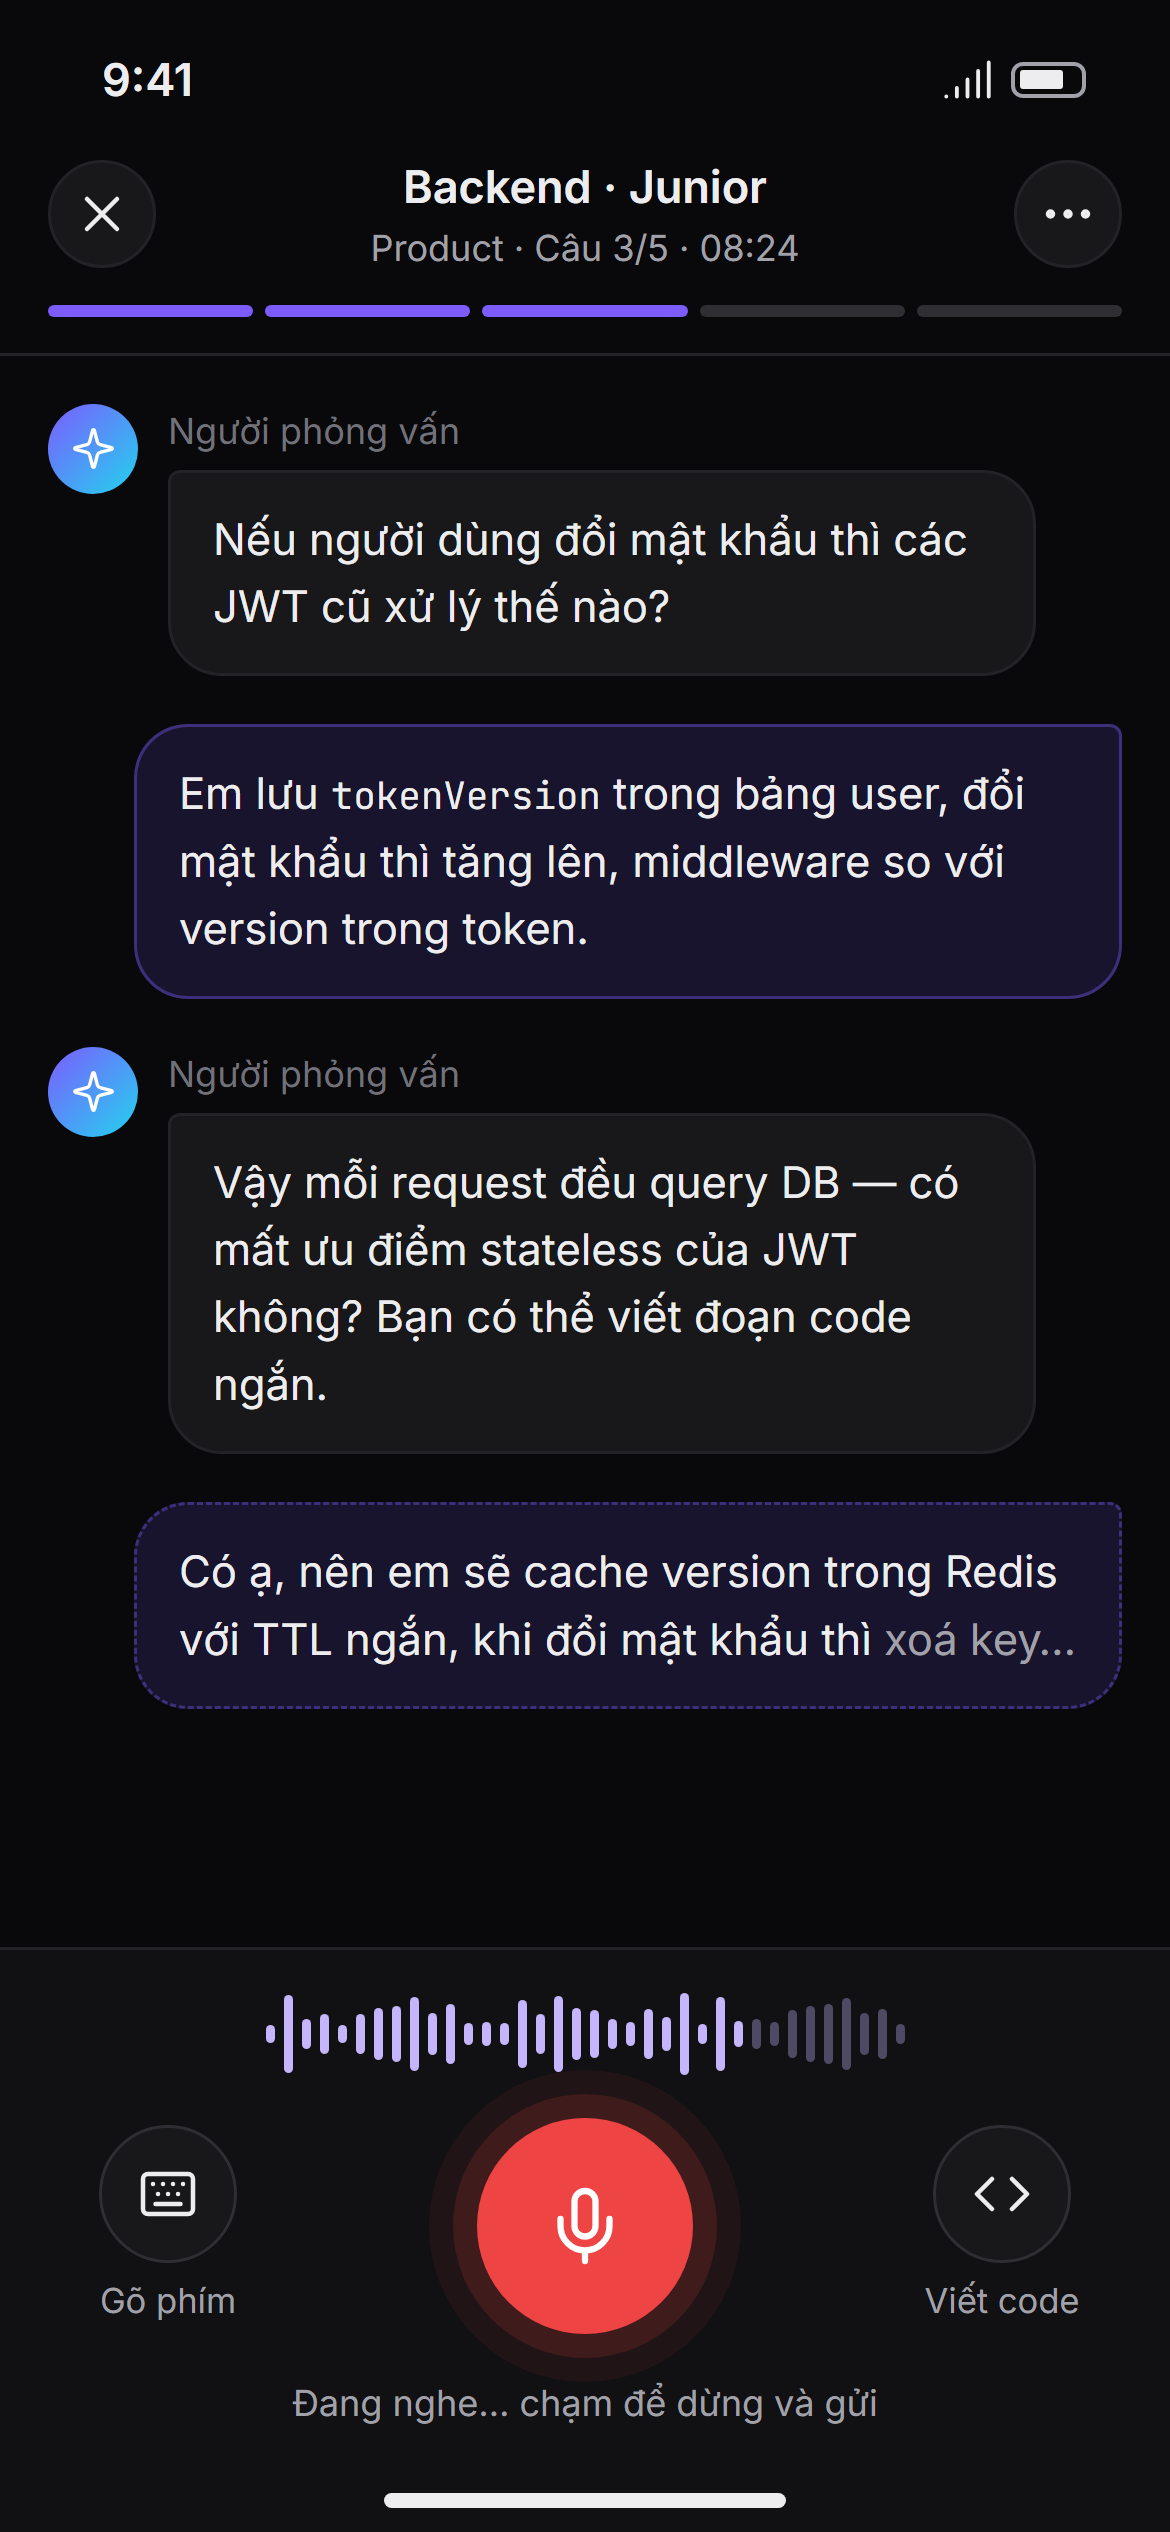 9:41
Backend · Junior
Product · Câu 3/5 · 08:24
Người phỏng vấn
Nếu người dùng đổi mật khẩu thì các
JWT cũ xử lý thế nào?
Em lưu tokenVersion trong bảng user, đổi
mật khẩu thì tăng lên, middleware so với
version trong token.
Người phỏng vấn
Vậy mỗi request đều query DB — có
mất ưu điểm stateless của JWT
không? Bạn có thể viết đoạn code
ngắn.
Có ạ, nên em sẽ cache version trong Redis
với TTL ngắn, khi đổi mật khẩu thì xoá key...
Gõ phím
Viết code
Đang nghe... chạm để dừng và gửi